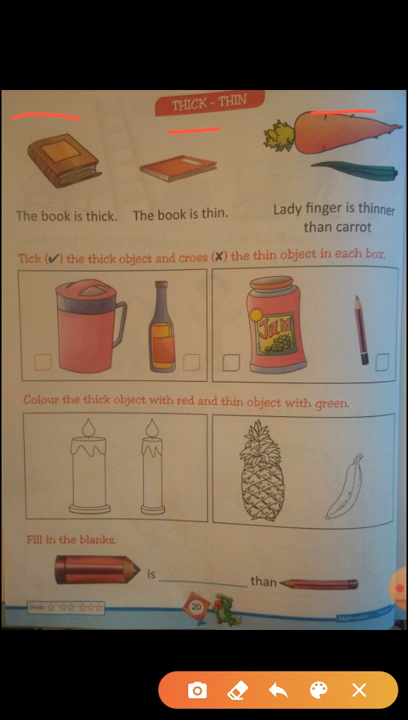 THICK - THIN
The book is thick. The book is thin.
Lady finger is thinner
than carrot
Tick (✔) the thick object and cross (✘) the thin object in each box.
Jam
Colour the thick object with red and thin object with green.
Fill in the blanks.
is ____________ than
Grade
20